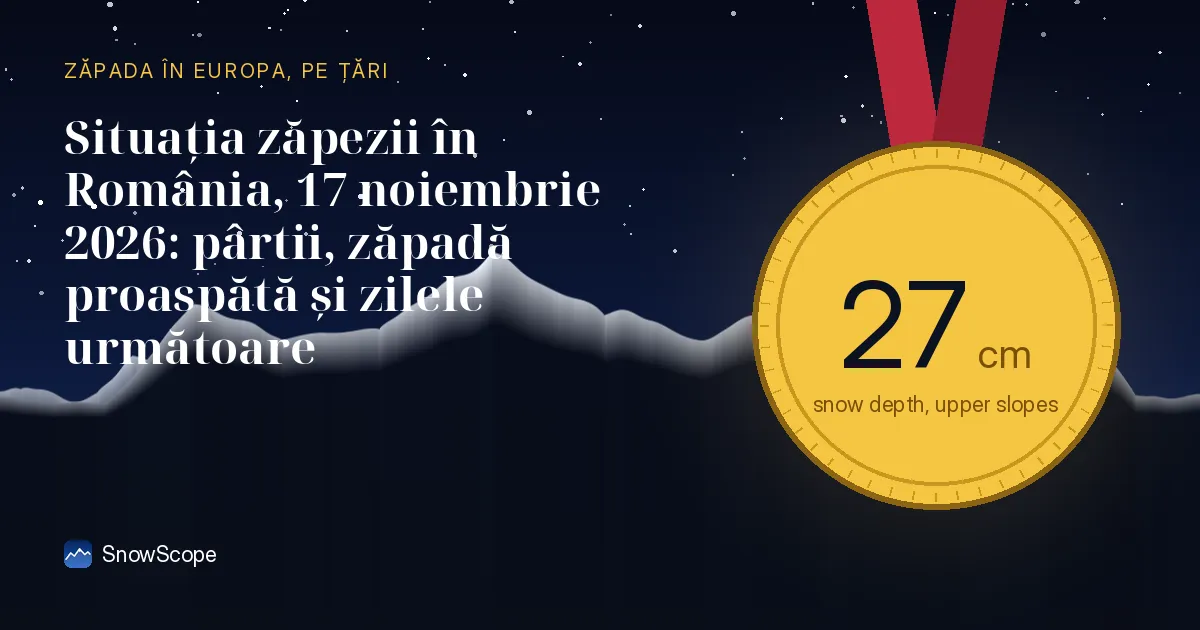 ZĂPADA ÎN EUROPA, PE ȚĂRI
Situația zăpezii în
România, 17 noiembrie
2026: pârtii, zăpadă
proaspătă și zilele
următoare
27 cm
snow depth, upper slopes
SnowScope